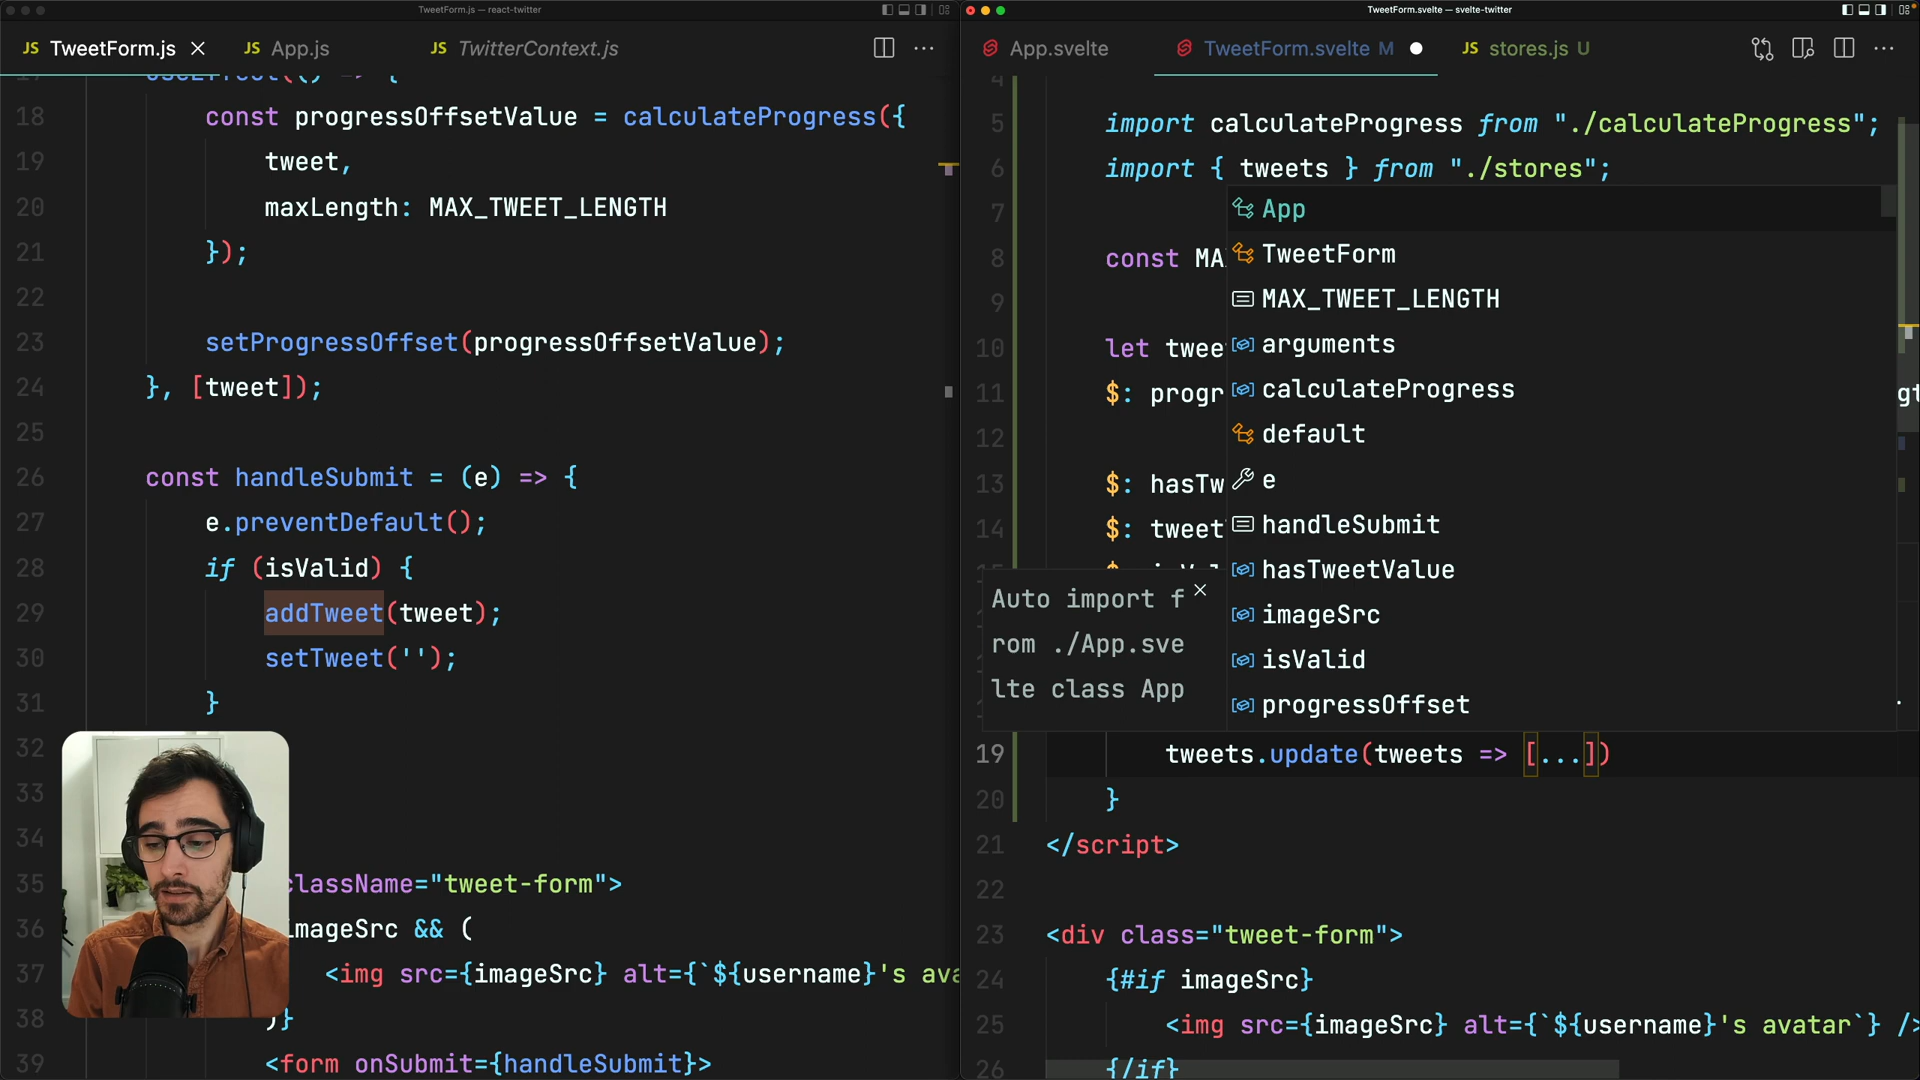 TweetForm.js — react-twitter
JS TweetForm.js
JS App.js
JS TwitterContext.js
18 const progressOffsetValue = calculateProgress({
19 tweet,
20 maxLength: MAX_TWEET_LENGTH
21 });
22
23 setProgressOffset(progressOffsetValue);
24 }, [tweet]);
25
26 const handleSubmit = (e) => {
27 e.preventDefault();
28 if (isValid) {
29 addTweet(tweet);
30 setTweet('');
31 }
32
33
34
35 className="tweet-form">
36 imageSrc && (
37 <img src={imageSrc} alt={`${username}'s ava
38 )}
39 <form onSubmit={handleSubmit}>
TweetForm.svelte — svelte-twitter
App.svelte
TweetForm.svelte M
JS stores.js U
4
5 import calculateProgress from "./calculateProgress";
6 import { tweets } from "./stores";
7
8 const MA
9
10 let twee
11 $: progr
12
13 $: hasTw
14 $: tweet
App
TweetForm
MAX_TWEET_LENGTH
arguments
calculateProgress
default
e
handleSubmit
hasTweetValue
imageSrc
isValid
progressOffset
Auto import f
rom ./App.sve
lte class App
19 tweets.update(tweets => [...])
20 }
21 </script>
22
23 <div class="tweet-form">
24 {#if imageSrc}
25 <img src={imageSrc} alt={`${username}'s avatar`} />
26 {/if}